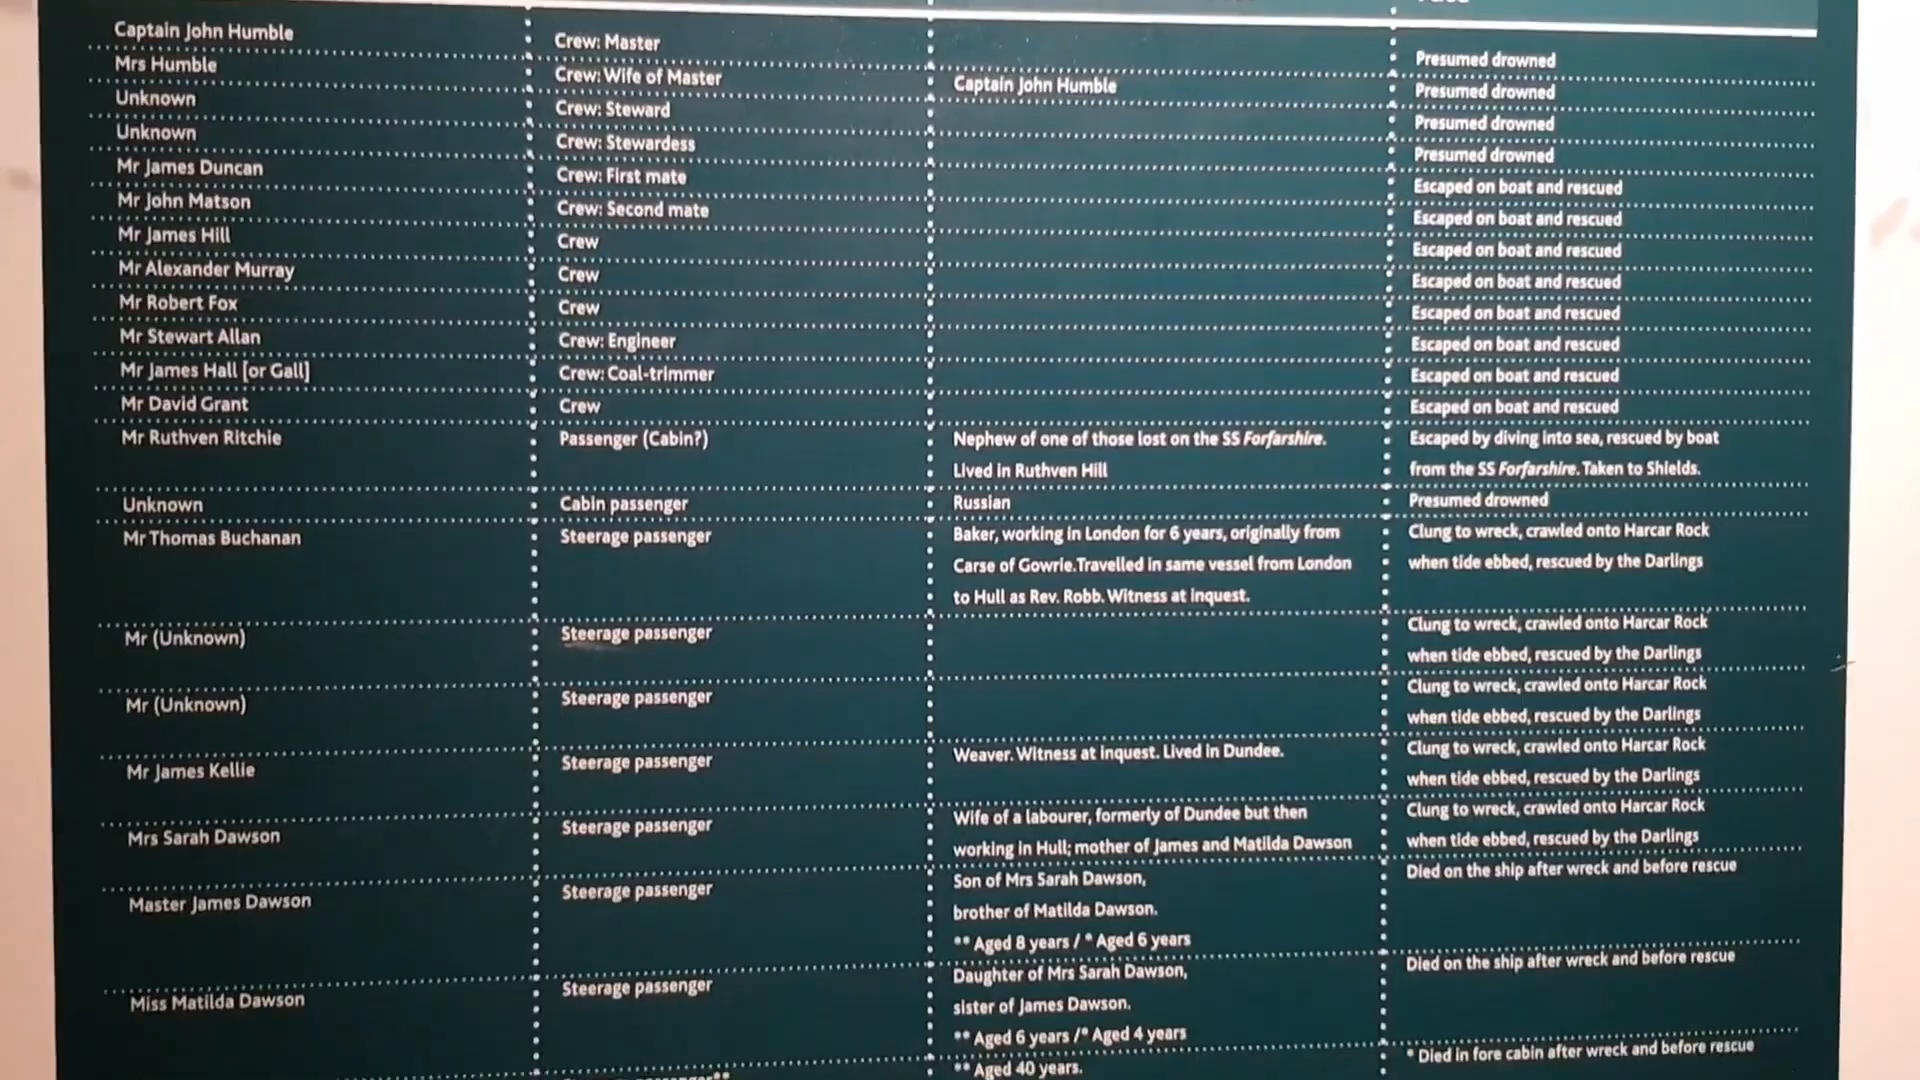 Captain John Humble Crew: Master Presumed drowned
Mrs Humble Crew: Wife of Master Captain John Humble Presumed drowned
Unknown Crew: Steward Presumed drowned
Unknown Crew: Stewardess Presumed drowned
Mr James Duncan Crew: First mate Escaped on boat and rescued
Mr John Matson Crew: Second mate Escaped on boat and rescued
Mr James Hill Crew Escaped on boat and rescued
Mr Alexander Murray Crew Escaped on boat and rescued
Mr Robert Fox Crew Escaped on boat and rescued
Mr Stewart Allan Crew: Engineer Escaped on boat and rescued
Mr James Hall [or Gall] Crew: Coal-trimmer Escaped on boat and rescued
Mr David Grant Crew Escaped on boat and rescued
Mr Ruthven Ritchie Passenger (Cabin?) Nephew of one of those lost on the SS Forfarshire. Escaped by diving into sea, rescued by boat
Lived in Ruthven Hill from the SS Forfarshire. Taken to Shields.
Unknown Cabin passenger Russian Presumed drowned
Mr Thomas Buchanan Steerage passenger Baker, working in London for 6 years, originally from Clung to wreck, crawled onto Harcar Rock
Carse of Gowrie. Travelled in same vessel from London when tide ebbed, rescued by the Darlings
to Hull as Rev. Robb. Witness at inquest.
Mr (Unknown) Steerage passenger Clung to wreck, crawled onto Harcar Rock
when tide ebbed, rescued by the Darlings
Mr (Unknown) Steerage passenger Clung to wreck, crawled onto Harcar Rock
when tide ebbed, rescued by the Darlings
Mr James Kellie Steerage passenger Weaver. Witness at inquest. Lived in Dundee. Clung to wreck, crawled onto Harcar Rock
when tide ebbed, rescued by the Darlings
Mrs Sarah Dawson Steerage passenger Wife of a labourer, formerly of Dundee but then Clung to wreck, crawled onto Harcar Rock
working in Hull; mother of James and Matilda Dawson when tide ebbed, rescued by the Darlings
Master James Dawson Steerage passenger Son of Mrs Sarah Dawson, Died on the ship after wreck and before rescue
brother of Matilda Dawson.
** Aged 8 years / * Aged 6 years
Miss Matilda Dawson Steerage passenger Daughter of Mrs Sarah Dawson, Died on the ship after wreck and before rescue
sister of James Dawson.
** Aged 6 years /* Aged 4 years
** Aged 40 years. * Died in fore cabin after wreck and before rescue